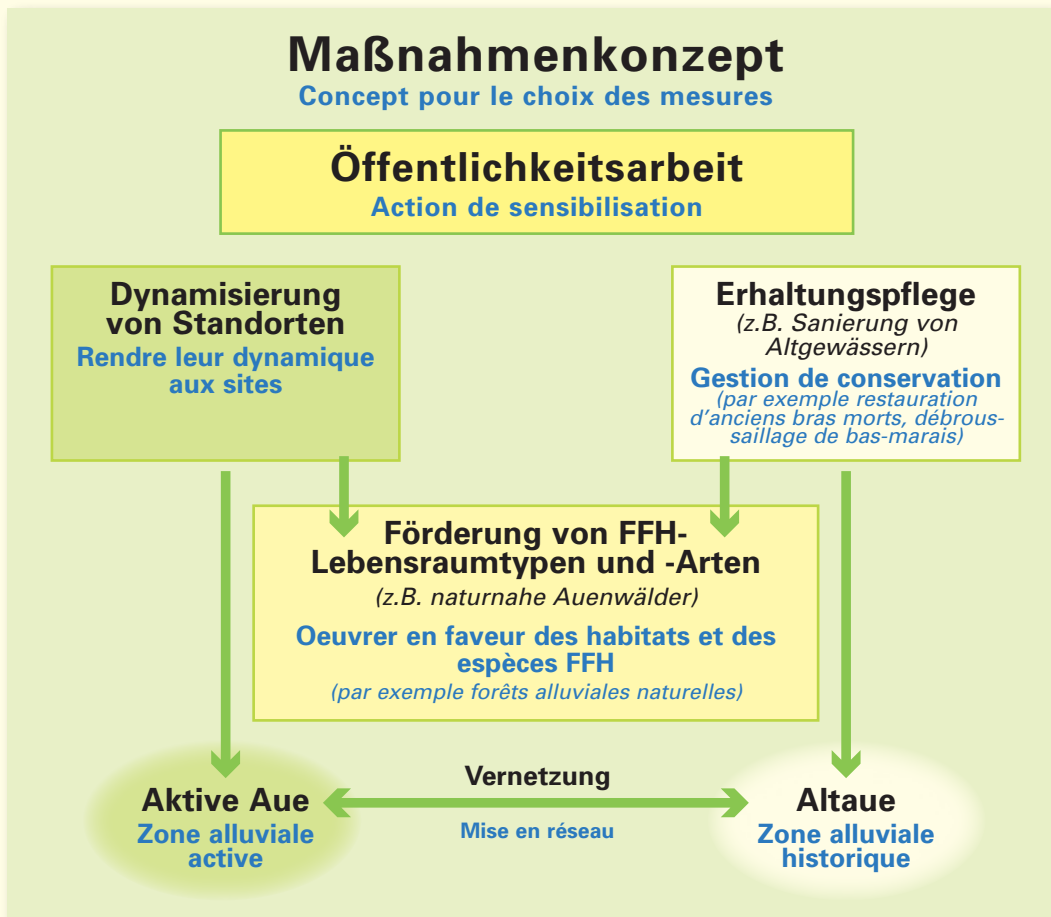 Maßnahmenkonzept
Concept pour le choix des mesures
Öffentlichkeitsarbeit
Action de sensibilisation
Dynamisierung
von Standorten
Rendre leur dynamique
aux sites
Erhaltungspflege
(z.B. Sanierung von
Altgewässern)
Gestion de conservation
(par exemple restauration
d'anciens bras morts, débrous-
saillage de bas-marais)
Förderung von FFH-
Lebensraumtypen und -Arten
(z.B. naturnahe Auenwälder)
Oeuvrer en faveur des habitats et des
espèces FFH
(par exemple forêts alluviales naturelles)
Aktive Aue
Zone alluviale
active
Vernetzung
Mise en réseau
Altaue
Zone alluviale
historique